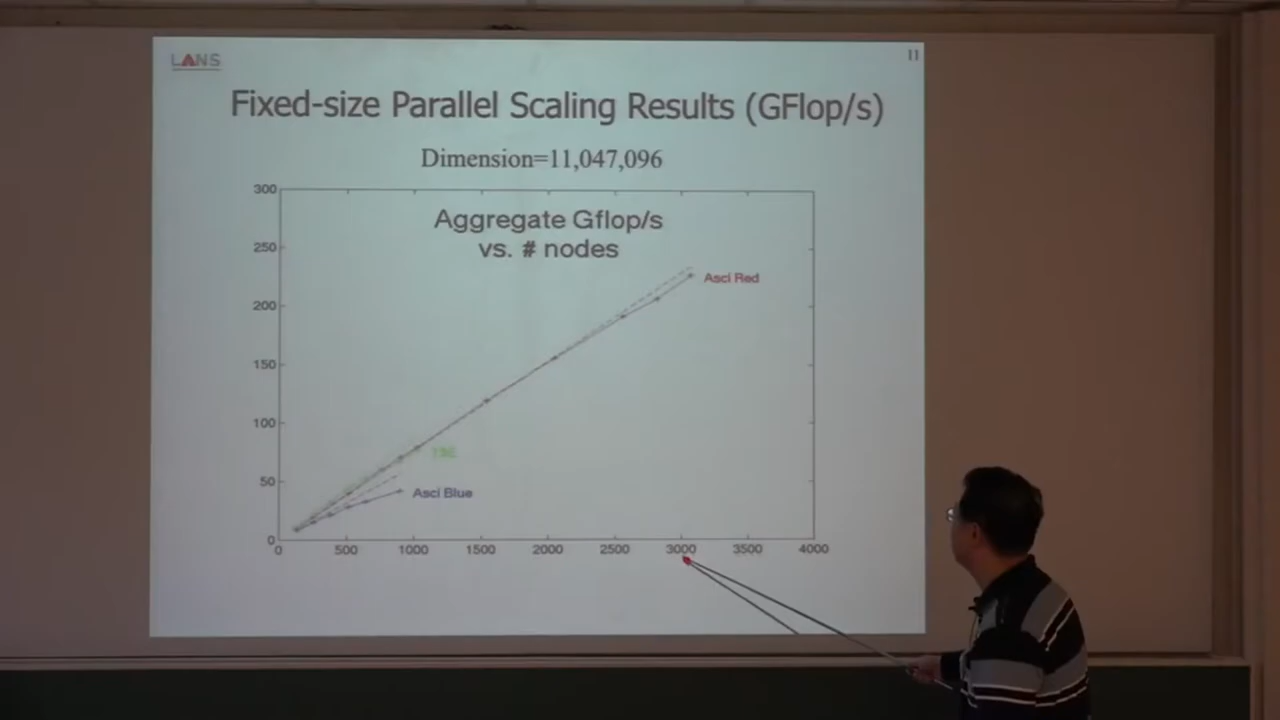 LANS
11
Fixed-size Parallel Scaling Results (GFlop/s)
Dimension=11,047,096
Aggregate Gflop/s
vs. # nodes
300
250
200
150
100
50
0
Asci Red
T3E
Asci Blue
0 500 1000 1500 2000 2500 3000 3500 4000